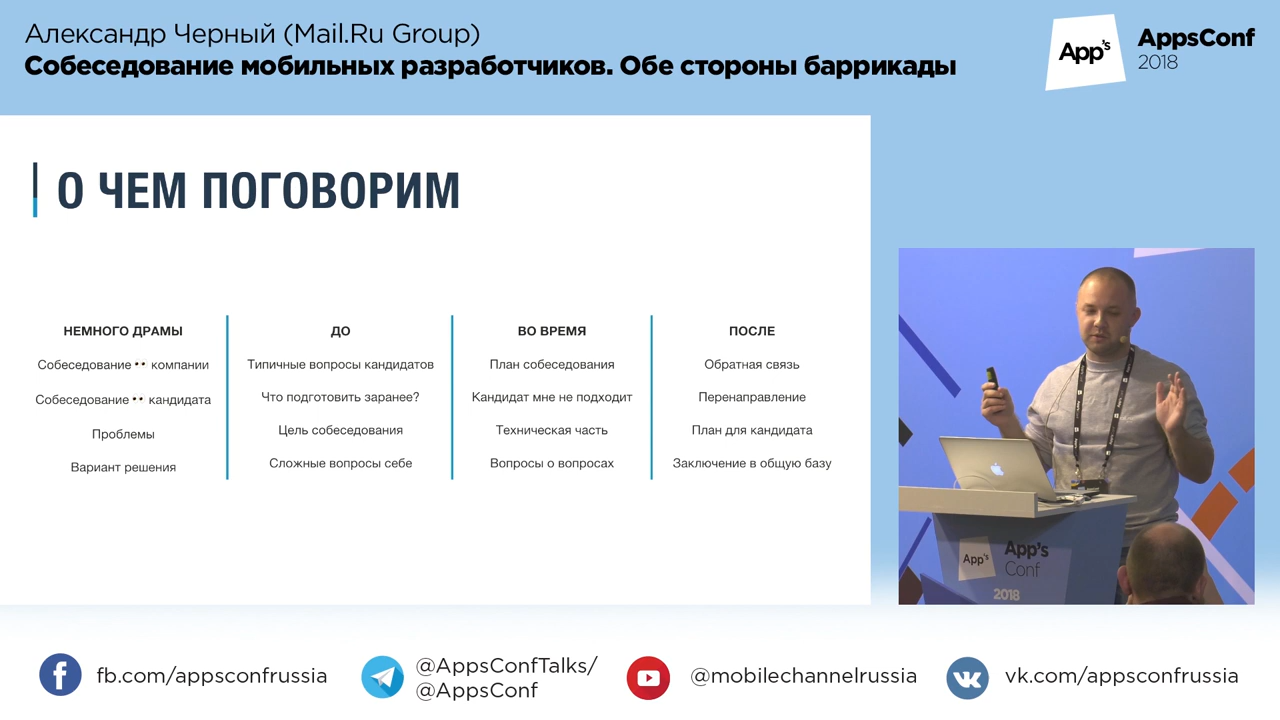 Александр Черный (Mail.Ru Group)
Собеседование мобильных разработчиков. Обе стороны баррикады
App's
AppsConf
2018
О ЧЕМ ПОГОВОРИМ
НЕМНОГО ДРАМЫ
Собеседование 👀 компании
Собеседование 👀 кандидата
Проблемы
Вариант решения
ДО
Типичные вопросы кандидатов
Что подготовить заранее?
Цель собеседования
Сложные вопросы себе
ВО ВРЕМЯ
План собеседования
Кандидат мне не подходит
Техническая часть
Вопросы о вопросах
ПОСЛЕ
Обратная связь
Перенаправление
План для кандидата
Заключение в общую базу
App's
App's
Conf
2018
fb.com/appsconfrussia
@AppsConfTalks/
@AppsConf
@mobilechannelrussia
vk.com/appsconfrussia